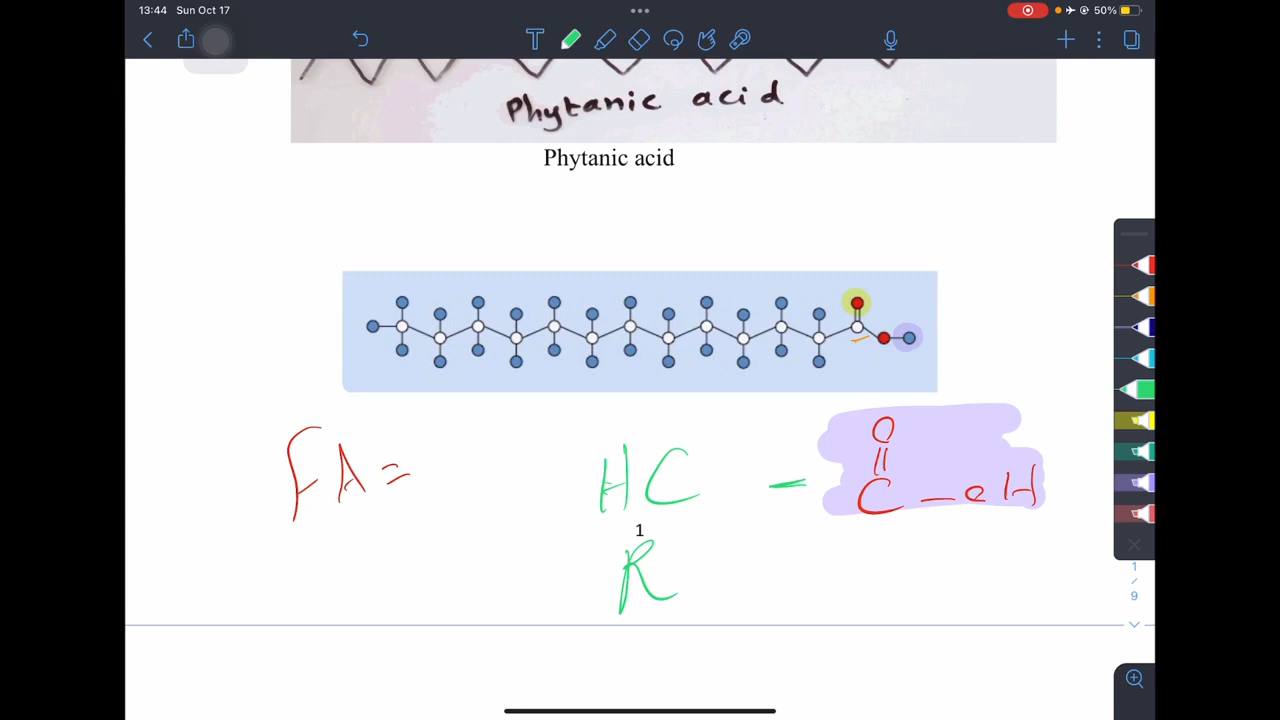 13:44 Sun Oct 17
50%
Phytanic acid
Phytanic acid
O
FA= HC - C - OH
1
R
1
/
9